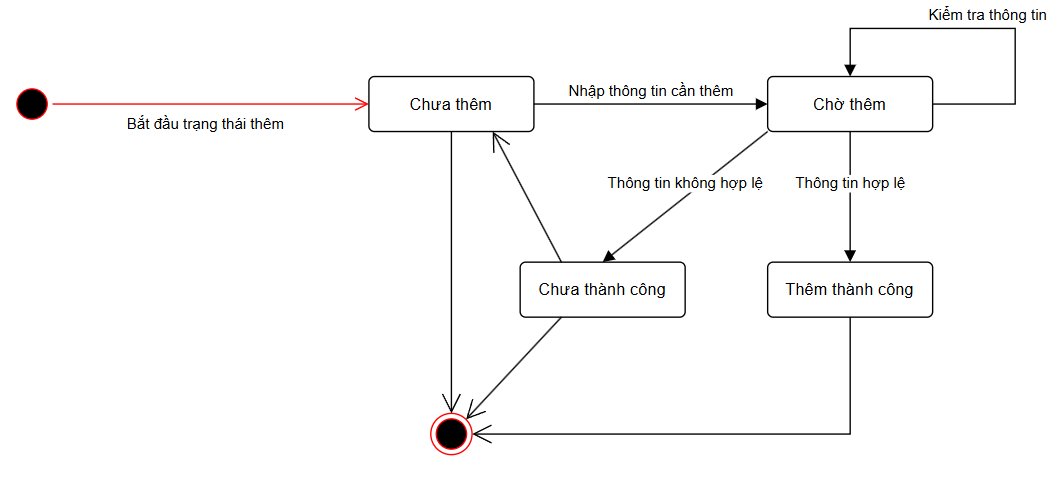 Kiểm tra thông tin
Chưa thêm
Nhập thông tin cần thêm
Chờ thêm
Bắt đầu trạng thái thêm
Thông tin không hợp lệ
Thông tin hợp lệ
Chưa thành công
Thêm thành công